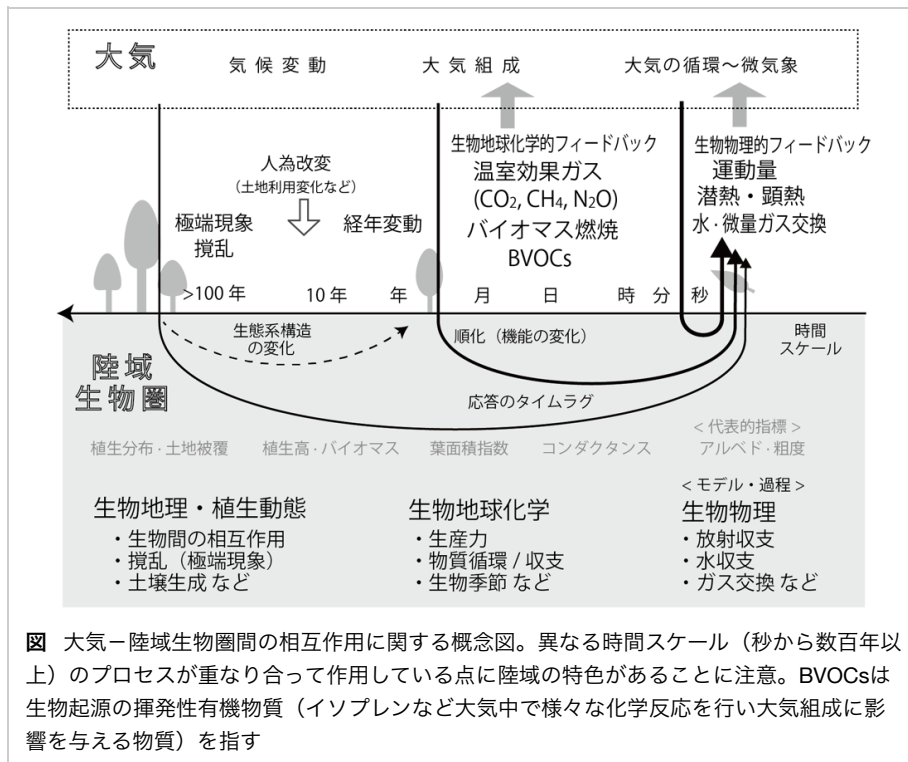 大気
気候変動 大気組成 大気の循環～微気象
生物地球化学的フィードバック 生物物理的フィードバック
人為改変
（土地利用変化など）
温室効果ガス
(CO₂, CH₄, N₂O)
バイオマス燃焼
BVOCs
運動量
潜熱・顕熱
水・微量ガス交換
極端現象
撹乱
経年変動
>100年 10年 年 月 日 時 分 秒
生態系構造
の変化
順化（機能の変化）
時間
スケール
陸域
生物圏
応答のタイムラグ
＜代表的指標＞
植生分布・土地被覆 植生高・バイオマス 葉面積指数 コンダクタンス アルベド・粗度
＜モデル・過程＞
生物地理・植生動態
・生物間の相互作用
・撹乱（極端現象）
・土壌生成 など
生物地球化学
・生産力
・物質循環 / 収支
・生物季節 など
生物物理
・放射収支
・水収支
・ガス交換 など
図 大気－陸域生物圏間の相互作用に関する概念図。異なる時間スケール（秒から数百年以
上）のプロセスが重なり合って作用している点に陸域の特色があることに注意。BVOCsは
生物起源の揮発性有機物質（イソプレンなど大気中で様々な化学反応を行い大気組成に影
響を与える物質）を指す